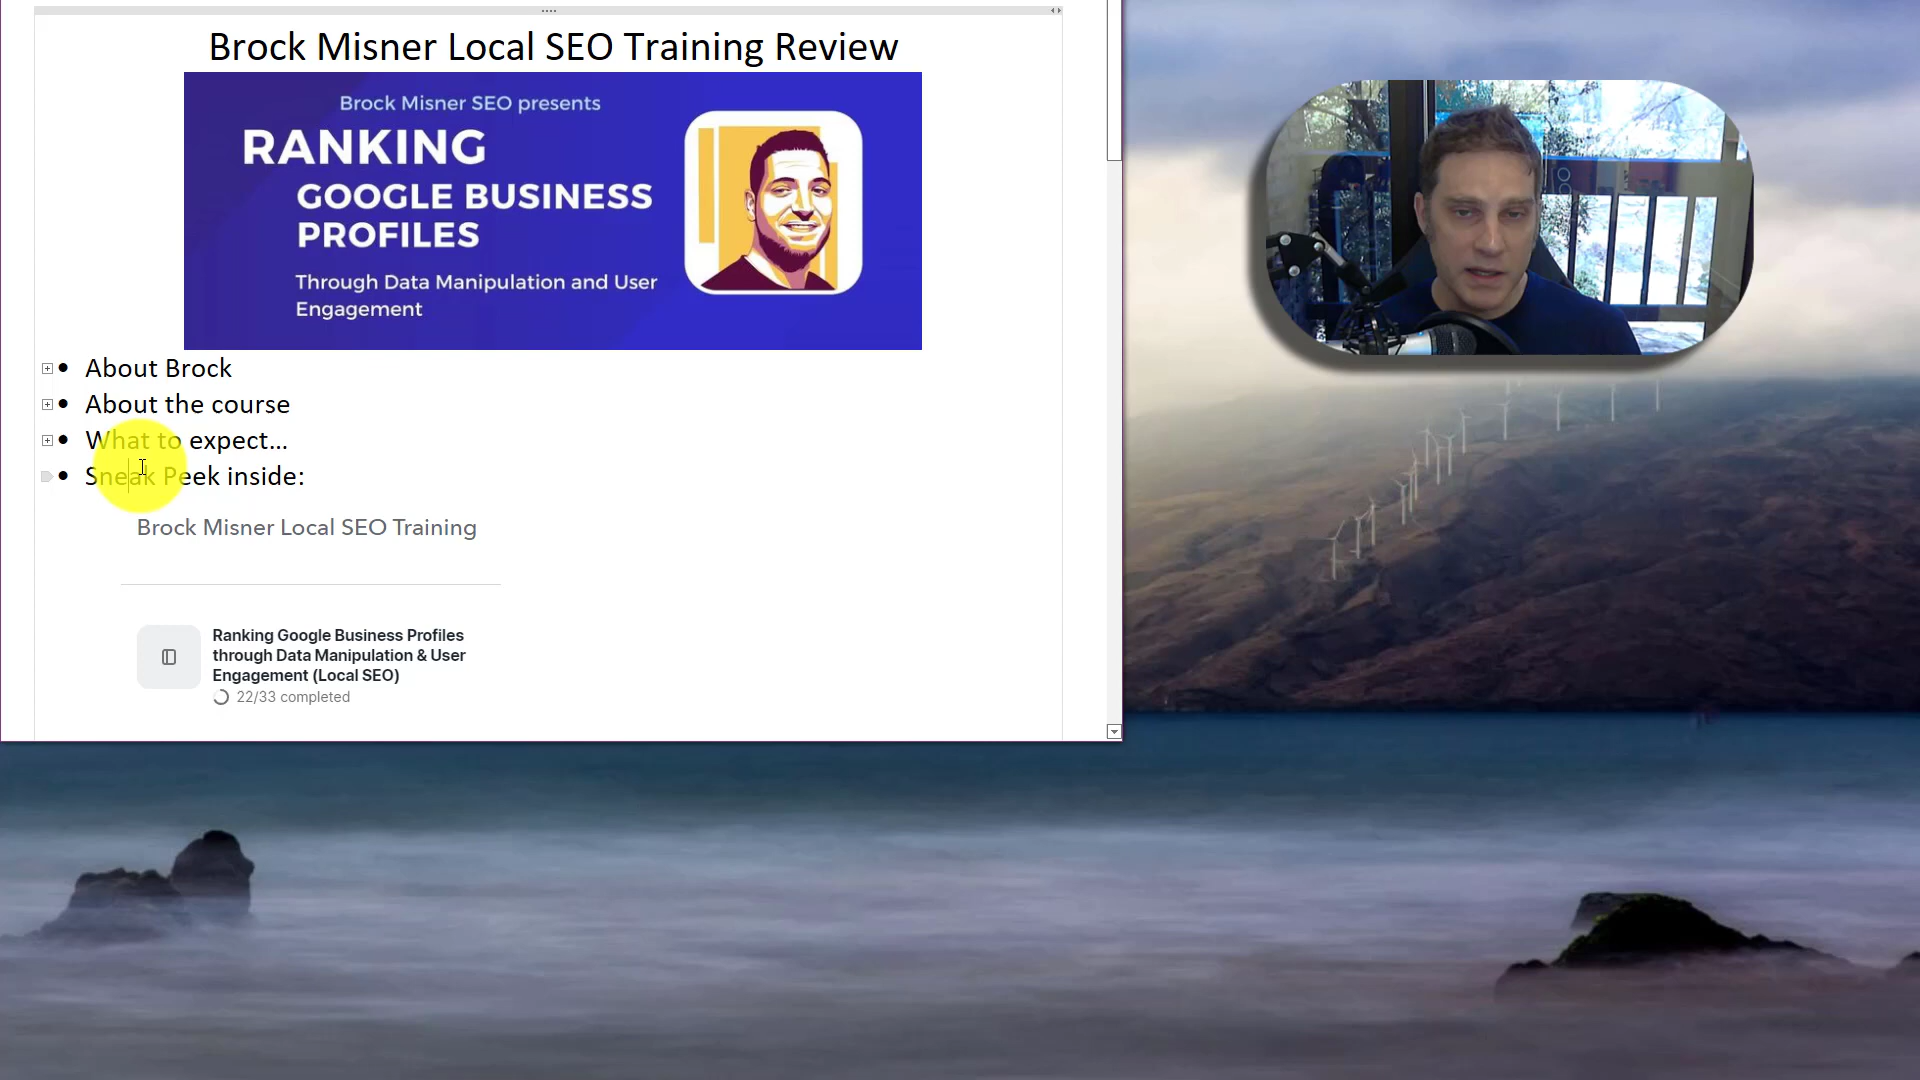 Brock Misner Local SEO Training Review
Brock Misner SEO presents
RANKING
GOOGLE BUSINESS
PROFILES
Through Data Manipulation and User
Engagement
• About Brock
• About the course
• What to expect...
• Sneak Peek inside:
Brock Misner Local SEO Training
Ranking Google Business Profiles
through Data Manipulation & User
Engagement (Local SEO)
22/33 completed